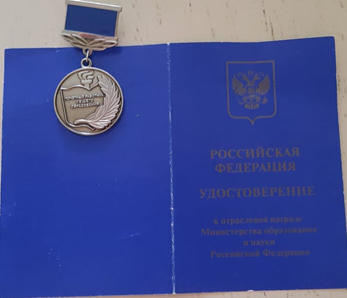 РОССИЙСКАЯ
ФЕДЕРАЦИЯ
УДОСТОВЕРЕНИЕ
к отраслевой награде
Министерства образования
и науки
Российской Федерации